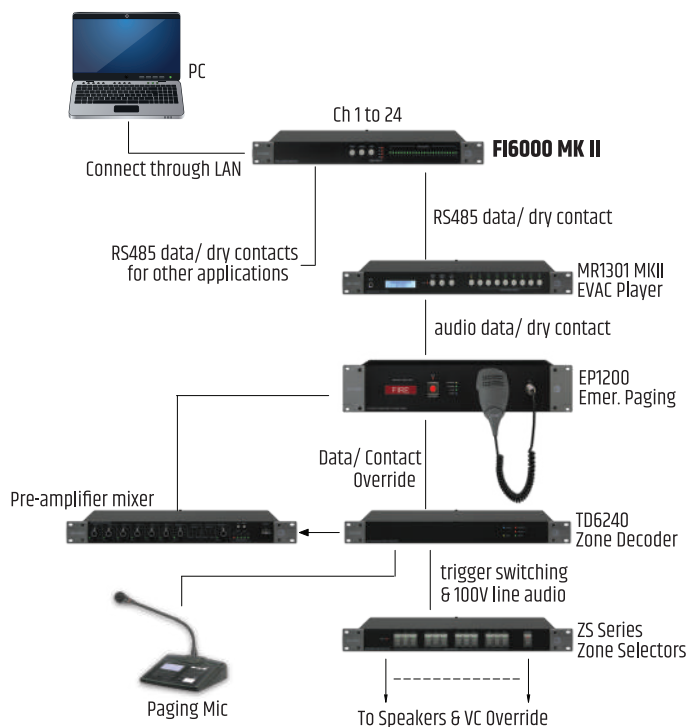 PC
Ch 1 to 24
FI6000 MK II
Connect through LAN
RS485 data/ dry contact
RS485 data/ dry contacts
for other applications
MR1301 MKII
EVAC Player
audio data/ dry contact
EP1200
Emer. Paging
FIRE
Data/ Contact
Override
Pre-amplifier mixer
TD6240
Zone Decoder
trigger switching
& 100V line audio
ZS Series
Zone Selectors
Paging Mic
To Speakers & VC Override